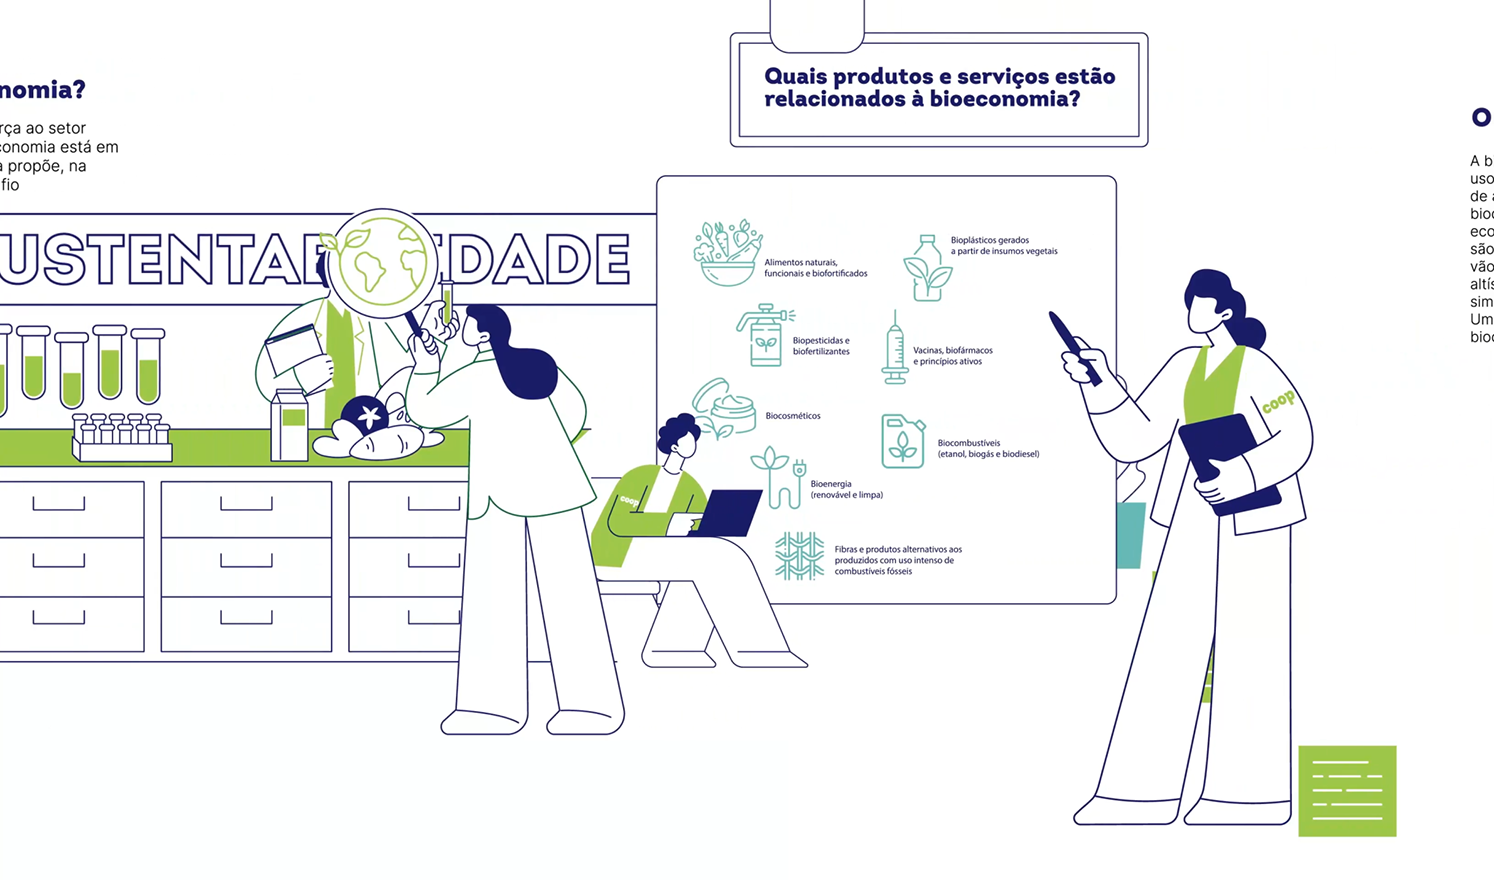 nomia?
rça ao setor
conomia está em
a propõe, na
fio
Quais produtos e serviços estão
relacionados à bioeconomia?
USTENTAB DADE
Alimentos naturais,
funcionais e biofortificados
Bioplásticos gerados
a partir de insumos vegetais
Biopesticidas e
biofertilizantes
Vacinas, biofármacos
e princípios ativos
Biocosméticos
Biocombustíveis
(etanol, biogás e biodiesel)
Bioenergia
(renovável e limpa)
Fibras e produtos alternativos aos
produzidos com uso intenso de
combustíveis fósseis
coop
coop
O
A b
uso
de a
bioc
eco
são
vão
altís
sim
Um
bioc